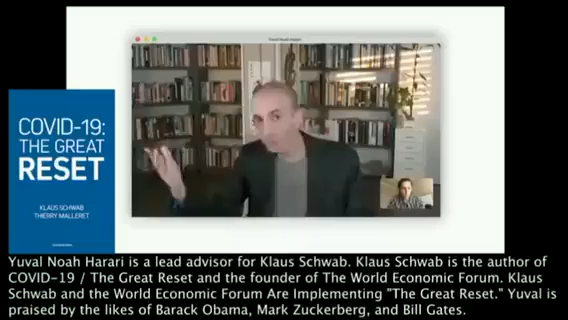 Yuval Noah Harari
COVID-19:
THE GREAT
RESET
KLAUS SCHWAB
THIERRY MALLERET
Yuval Noah Harari is a lead advisor for Klaus Schwab. Klaus Schwab is the author of
COVID-19 / The Great Reset and the founder of The World Economic Forum. Klaus
Schwab and the World Economic Forum Are Implementing "The Great Reset." Yuval is
praised by the likes of Barack Obama, Mark Zuckerberg, and Bill Gates.